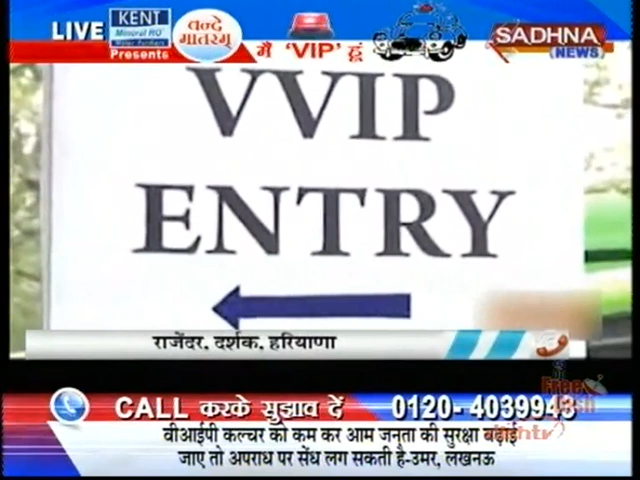 LIVE
KENT
Mineral RO
Water Purifiers
Presents
वन्दे
मातरम्
मैं 'VIP' हूं
SADHNA
NEWS
VVIP
ENTRY
राजेंदर, दर्शक, हरियाणा
CALL करके सुझाव दें 0120-4039943
वीआईपी कल्चर को कम कर आम जनता की सुरक्षा बढ़ाई
जाए तो अपराध पर सेंध लग सकती है-उमर, लखनऊ